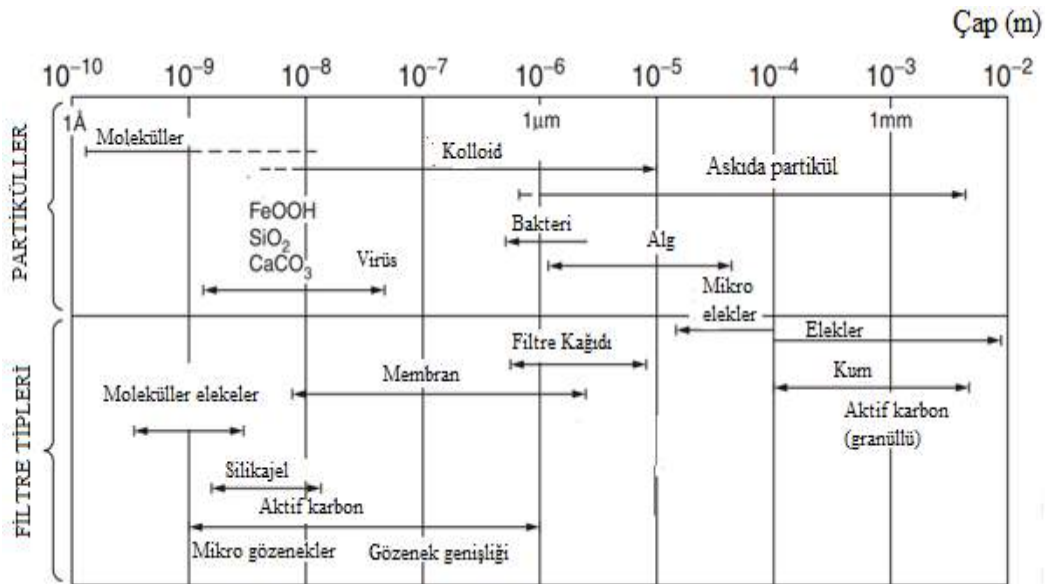 Çap (m)
10⁻¹⁰ 10⁻⁹ 10⁻⁸ 10⁻⁷ 10⁻⁶ 10⁻⁵ 10⁻⁴ 10⁻³ 10⁻²
PARTİKÜLLER
1Å
1μm
1mm
Moleküller
Kolloid
Askıda partikül
FeOOH
SiO₂
CaCO₃
Bakteri
Alg
Virüs
Mikro
elekler
FİLTRE TİPLERİ
Elekler
Filtre Kağıdı
Membran
Kum
Moleküller elekeler
Aktif karbon
(granüllü)
Silikajel
Aktif karbon
Mikro gözenekler
Gözenek genişliği